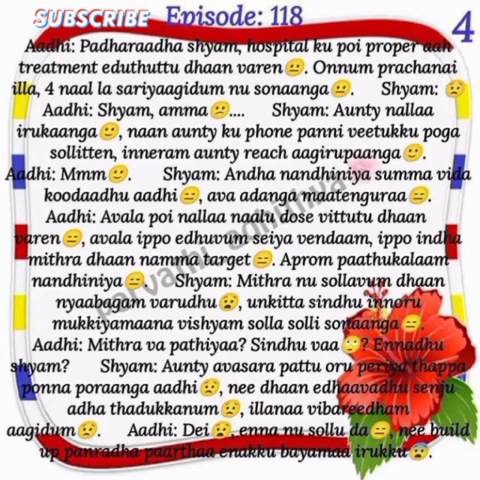 SUBSCRIBE Episode: 118 4
Aadhi: Padharaadha shyam, hospital ku poi proper aah
treatment eduthuttu dhaan varen😐. Onnum prachanai
illa, 4 naal la sariyaagidum nu sonaanga🙂. Shyam: 😟
Aadhi: Shyam, amma😕.... Shyam: Aunty nallaa
irukaanga🙂, naan aunty ku phone panni veetukku poga
sollitten, inneram aunty reach aagirupaanga🙂.
Aadhi: Mmm🙂. Shyam: Andha nandhiniya summa vida
koodaadhu aadhi😑, ava adanga maatenguraa😑.
Aadhi: Avala poi nallaa naalu dose vittutu dhaan
varen😑, avala ippo edhuvum seiya vendaam, ippo indha
mithra dhaan namma target😑. Aprom paathukalaam
nandhiniya😑. Shyam: Mithra nu sollavum dhaan
nyaabagam varudhu😧, unkitta sindhu innoru
mukkiyamaana vishyam solla solli sonaanga😑.
Aadhi: Mithra va pathiyaa? Sindhu vaa🙄? Ennadhu
shyam? Shyam: Aunty avasara pattu oru periya thappa
ponna poraanga aadhi😧, nee dhaan edhaavadhu senju
adha thadukkanum😧, illanaa vibareedham
aagidum😧. Aadhi: Dei😧, enna nu sollu da😑, nee build
up panradha paarthaa enakku bayamaa irukku😰.
parvathi_adhithya